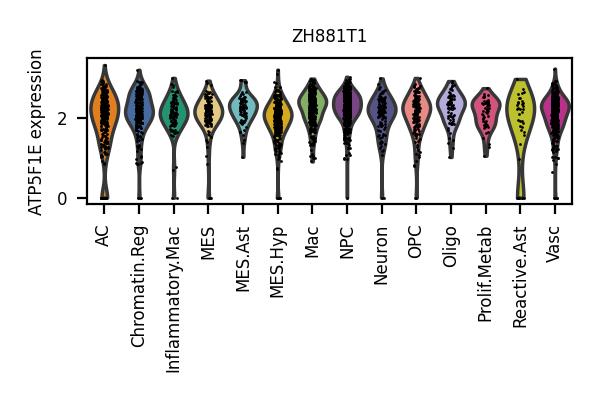 ZH881T1
ATP5F1E expression
2
0
AC
Chromatin.Reg
Inflammatory.Mac
MES
MES.Ast
MES.Hyp
Mac
NPC
Neuron
OPC
Oligo
Prolif.Metab
Reactive.Ast
Vasc